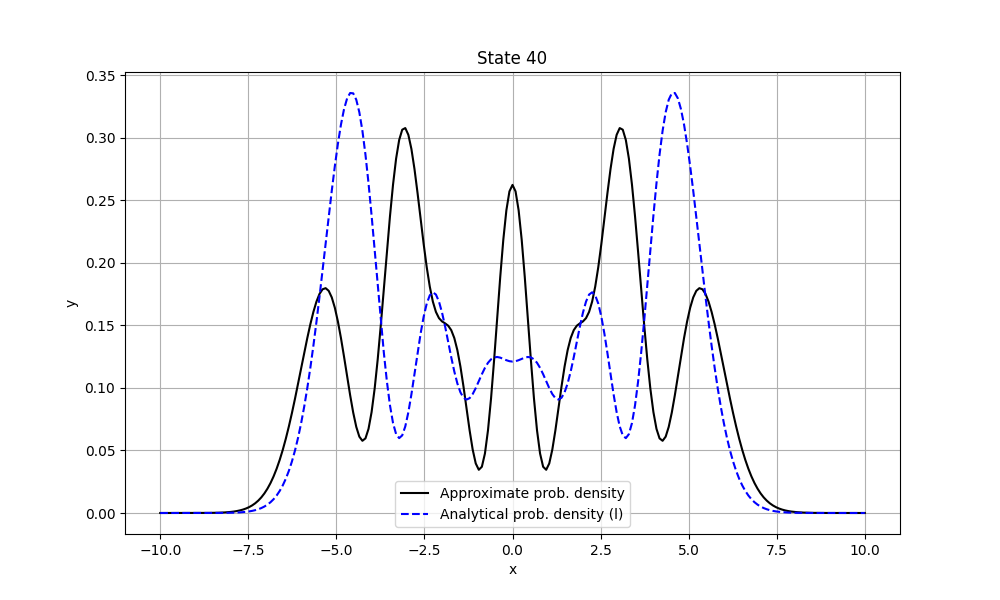 State 40
0.35
0.30
0.25
0.20
0.15
0.10
0.05
0.00
y
Approximate prob. density
Analytical prob. density (l)
−10.0 −7.5 −5.0 −2.5 0.0 2.5 5.0 7.5 10.0
x